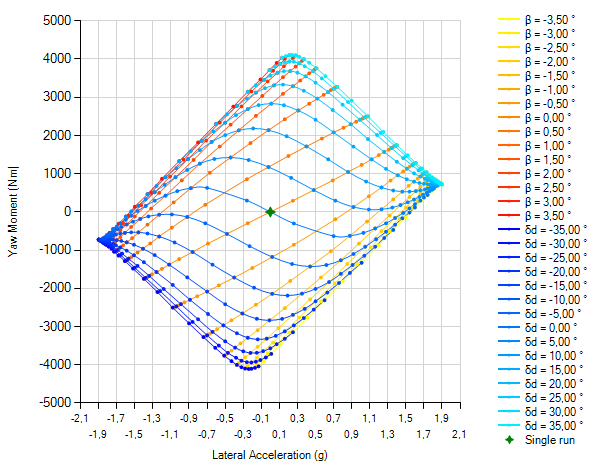 5000
4000
3000
2000
1000
0
-1000
-2000
-3000
-4000
-5000
Yaw Moment [Nm|
-2,1 -1,7 -1,3 -0,9 -0,5 -0,1 0,3 0,7 1,1 1,5 1,9
-1,9 -1,5 -1,1 -0,7 -0,3 0,1 0,5 0,9 1,3 1,7 2,1
Lateral Acceleration (g)
β = -3,50 °
β = -3,00 °
β = -2,50 °
β = -2,00 °
β = -1,50 °
β = -1,00 °
β = -0,50 °
β = 0,00 °
β = 0,50 °
β = 1,00 °
β = 1,50 °
β = 2,00 °
β = 2,50 °
β = 3,00 °
β = 3,50 °
δd = -35,00 °
δd = -30,00 °
δd = -25,00 °
δd = -20,00 °
δd = -15,00 °
δd = -10,00 °
δd = -5,00 °
δd = 0,00 °
δd = 5,00 °
δd = 10,00 °
δd = 15,00 °
δd = 20,00 °
δd = 25,00 °
δd = 30,00 °
δd = 35,00 °
Single run